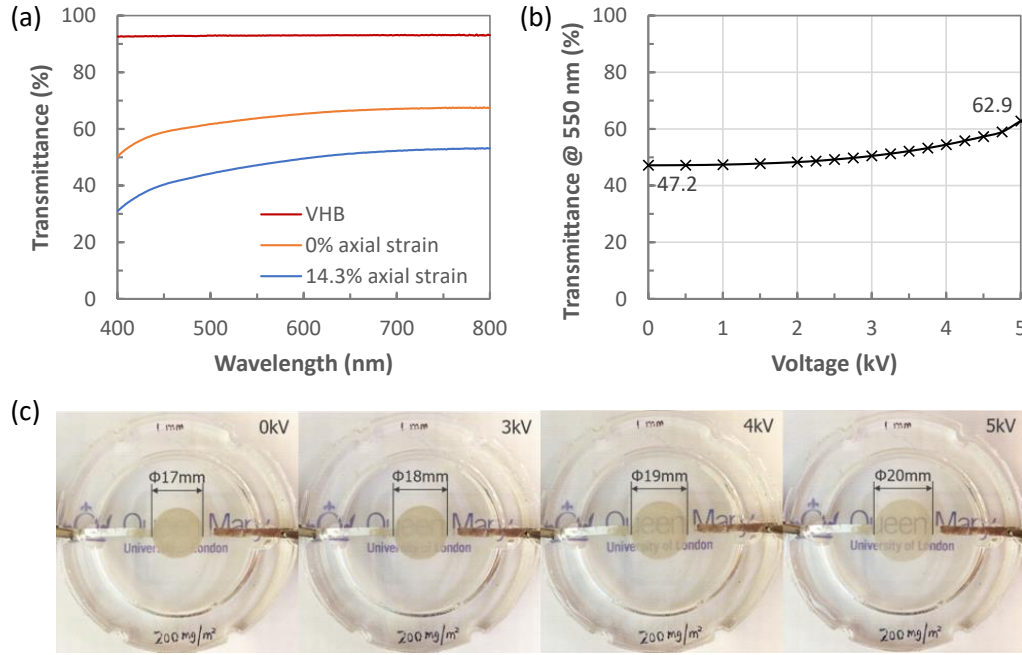 (a)
100
80
60
40
20
0
Transmittance (%)
VHB
0% axial strain
14.3% axial strain
400 500 600 700 800
Wavelength (nm)
(b)
100
80
60
40
20
0
Transmittance @ 550 nm (%)
62.9
47.2
0 1 2 3 4 5
Voltage (kV)
(c)
1 mm
0kV
Φ17mm
Queen Mary
University of London
200 mg/m²
1 mm
3kV
Φ18mm
Queen Mary
University of London
200 mg/m²
1 mm
4kV
Φ19mm
Queen Mary
University of London
200 mg/m²
1 mm
5kV
Φ20mm
Queen Mary
University of London
200 mg/m²